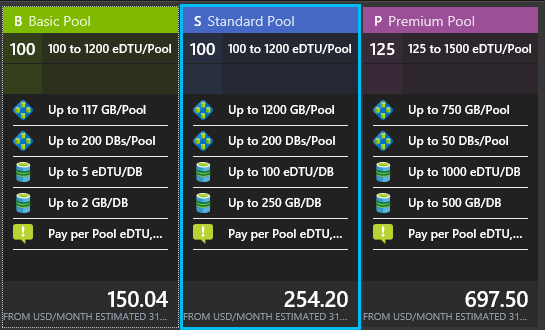 B Basic Pool
100 100 to 1200 eDTU/Pool
Up to 117 GB/Pool
Up to 200 DBs/Pool
Up to 5 eDTU/DB
Up to 2 GB/DB
Pay per Pool eDTU,...
150.04
FROM USD/MONTH ESTIMATED 31...
S Standard Pool
100 100 to 1200 eDTU/Pool
Up to 1200 GB/Pool
Up to 200 DBs/Pool
Up to 100 eDTU/DB
Up to 250 GB/DB
Pay per Pool eDTU,...
254.20
FROM USD/MONTH ESTIMATED 31...
P Premium Pool
125 125 to 1500 eDTU/Pool
Up to 750 GB/Pool
Up to 50 DBs/Pool
Up to 1000 eDTU/DB
Up to 500 GB/DB
Pay per Pool eDTU,...
697.50
FROM USD/MONTH ESTIMATED 31...